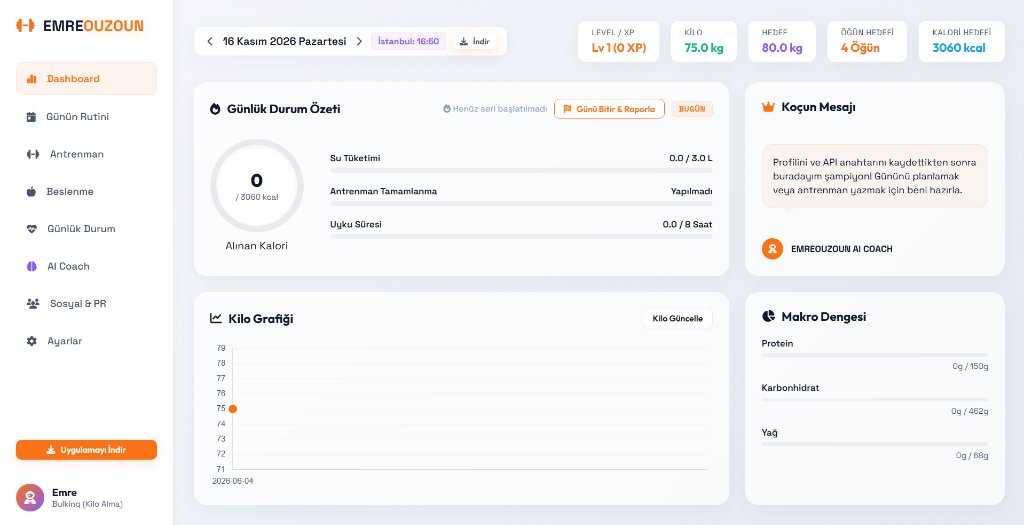 EMREOUZOUN
Dashboard
Günün Rutini
Antrenman
Beslenme
Günlük Durum
AI Coach
Sosyal & PR
Ayarlar
Uygulamayı İndir
Emre
Bulking (Kilo Alma)
16 Kasım 2026 Pazartesi
İstanbul: 16:50
İndir
LEVEL / XP
Lv 1 (0 XP)
KİLO
75.0 kg
HEDEF
80.0 kg
ÖĞÜN HEDEFİ
4 Öğün
KALORİ HEDEFİ
3060 kcal
Günlük Durum Özeti
Henüz seri başlatılmadı
Günü Bitir & Raporla
BUGÜN
0
/ 3060 kcal
Alınan Kalori
Su Tüketimi
0.0 / 3.0 L
Antrenman Tamamlanma
Yapılmadı
Uyku Süresi
0.0 / 8 Saat
Koçun Mesajı
Profilini ve API anahtarını kaydettikten sonra
buradayım şampiyon! Gününü planlamak
veya antrenman yazmak için beni hazırla.
EMREOUZOUN AI COACH
Kilo Grafiği
Kilo Güncelle
79
78
77
76
75
74
73
72
71
2026-06-04
Makro Dengesi
Protein
0g / 150g
Karbonhidrat
0g / 462g
Yağ
0g / 68g